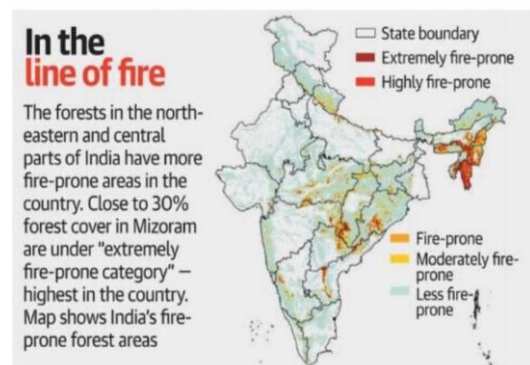 In the
line of fire
The forests in the north-
eastern and central
parts of India have more
fire-prone areas in the
country. Close to 30%
forest cover in Mizoram
are under "extremely
fire-prone category" —
highest in the country.
Map shows India's fire-
prone forest areas
State boundary
Extremely fire-prone
Highly fire-prone
Fire-prone
Moderately fire-
prone
Less fire-
prone